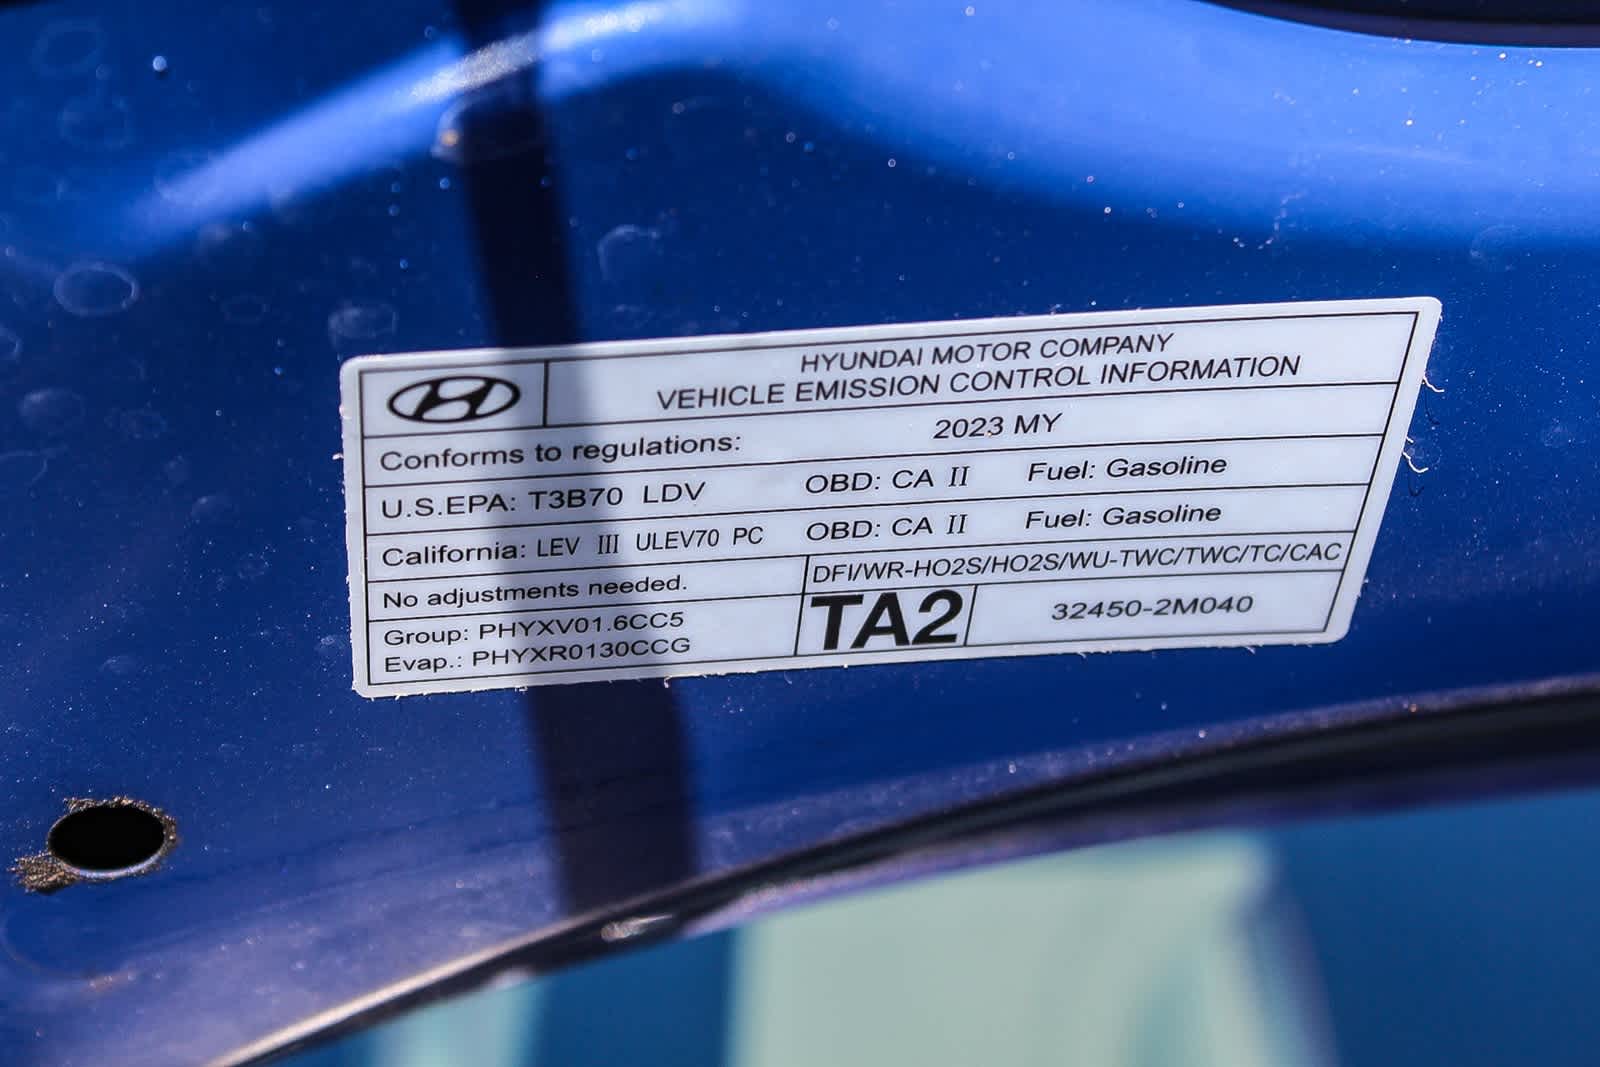 HYUNDAI MOTOR COMPANY
VEHICLE EMISSION CONTROL INFORMATION
Conforms to regulations: 2023 MY
U.S.EPA: T3B70 LDV OBD: CA II Fuel: Gasoline
California: LEV III ULEV70 PC OBD: CA II Fuel: Gasoline
No adjustments needed. DFI/WR-HO2S/HO2S/WU-TWC/TWC/TC/CAC
Group: PHYXV01.6CC5
Evap.: PHYXR0130CCG
TA2 32450-2M040